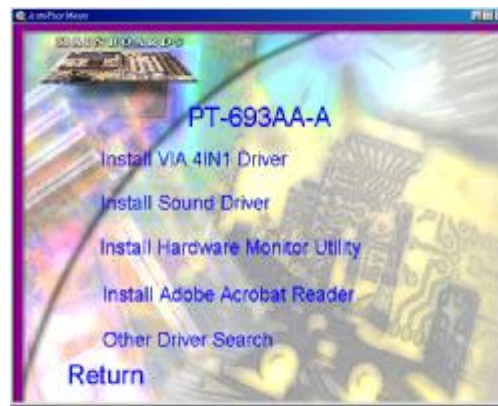 MAINBOARDS
PT-693AA-A
Install VIA 4IN1 Driver
Install Sound Driver
Install Hardware Monitor Utility
Install Adobe Acrobat Reader
Other Driver Search
Return